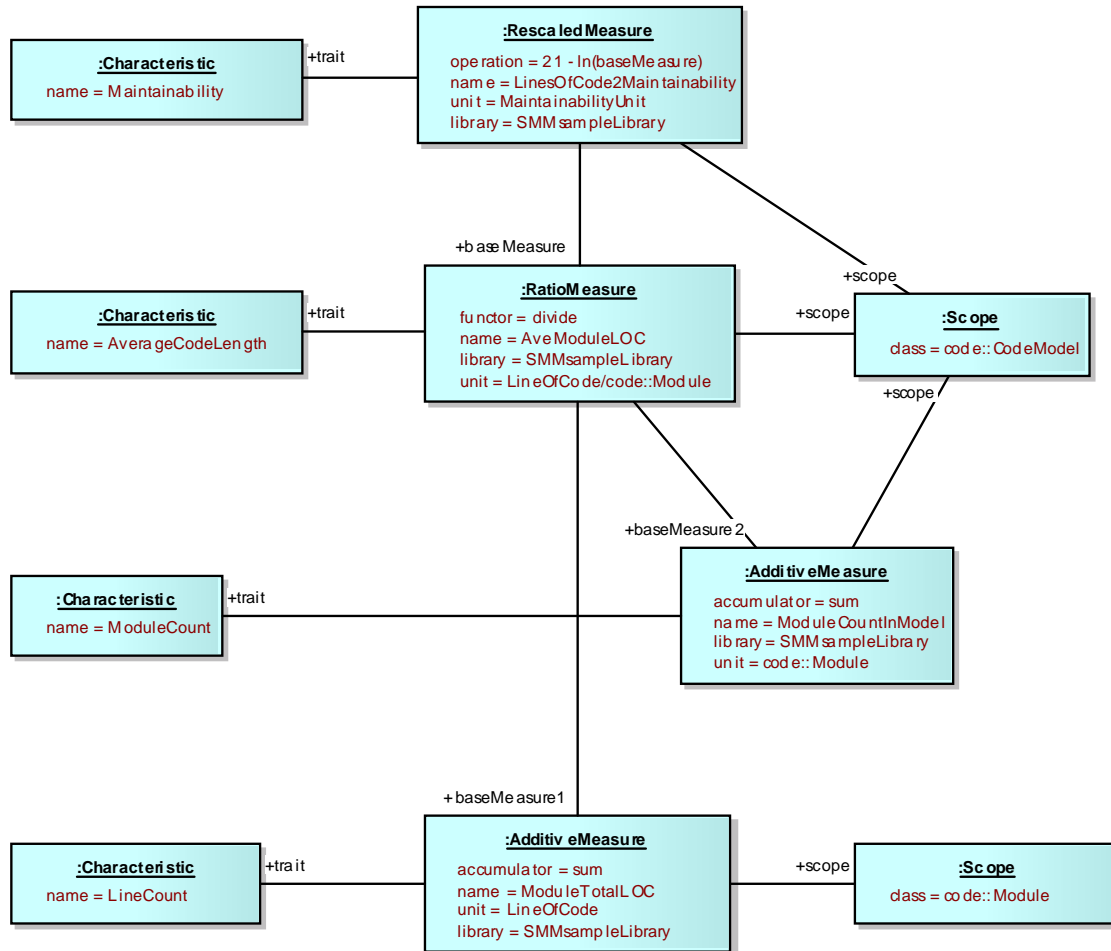 :RescaledMeasure
operation = 21 - ln(baseMeasure)
name = LinesOfCode2Maintainability
unit = MaintainabilityUnit
library = SMMsampleLibrary
:Characteristic
name = Maintainability
+trait
+baseMeasure
+scope
:RatioMeasure
functor = divide
name = AveModuleLOC
library = SMMsampleLibrary
unit = LineOfCode/code::Module
:Characteristic
name = AverageCodeLength
+trait
+scope
:Scope
class = code::CodeModel
+scope
+baseMeasure2
:AdditiveMeasure
accumulator = sum
name = ModuleCountInModel
library = SMMsampleLibrary
unit = code::Module
:Characteristic
name = ModuleCount
+trait
+baseMeasure1
:AdditiveMeasure
accumulator = sum
name = ModuleTotalLOC
unit = LineOfCode
library = SMMsampleLibrary
:Characteristic
name = LineCount
+trait
+scope
:Scope
class = code::Module